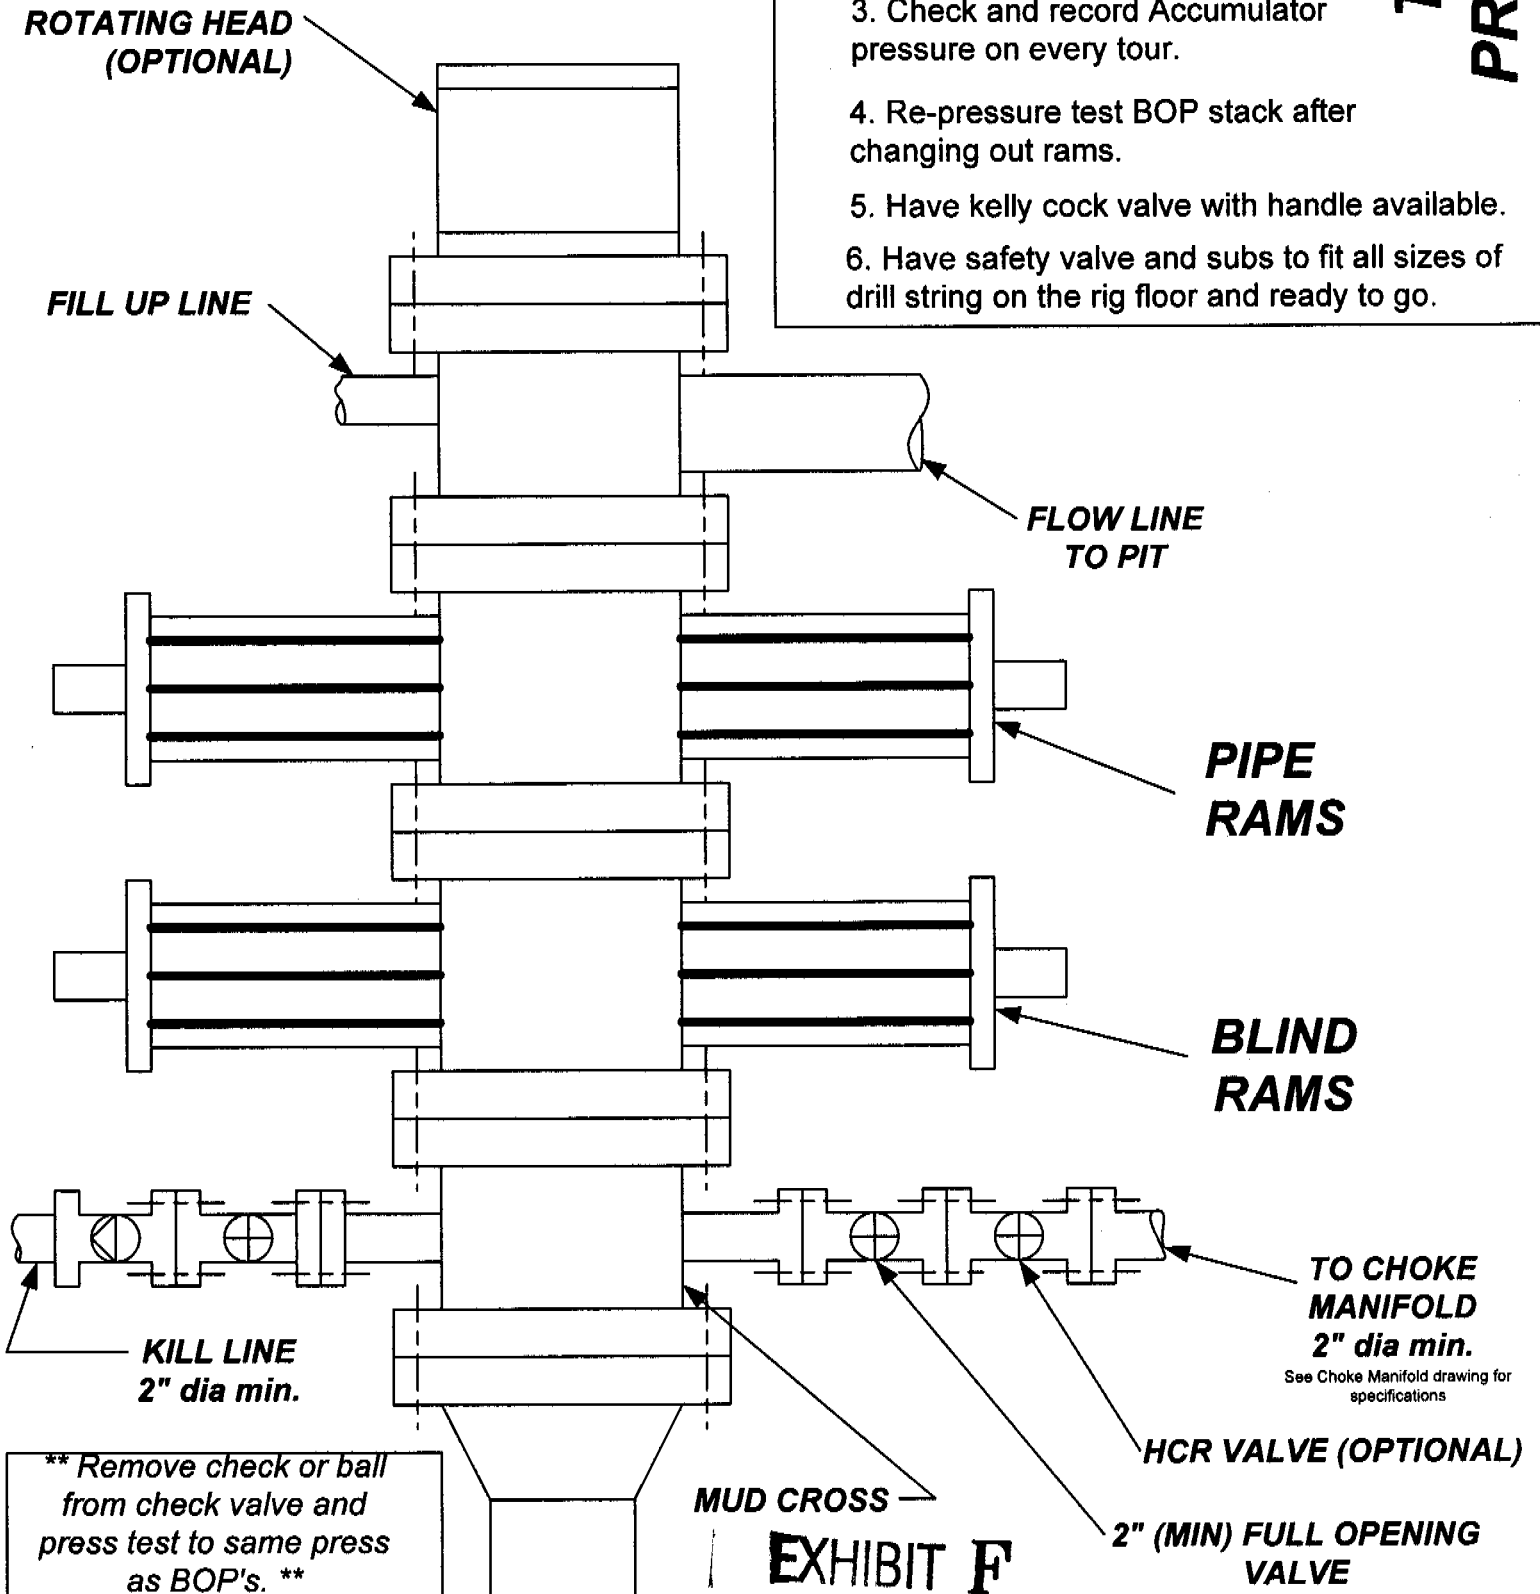 ROTATING HEAD
(OPTIONAL)
3. Check and record Accumulator
pressure on every tour.
4. Re-pressure test BOP stack after
changing out rams.
5. Have kelly cock valve with handle available.
6. Have safety valve and subs to fit all sizes of
drill string on the rig floor and ready to go.
FILL UP LINE
FLOW LINE
TO PIT
PIPE
RAMS
BLIND
RAMS
KILL LINE
2" dia min.
TO CHOKE
MANIFOLD
2" dia min.
See Choke Manifold drawing for
specifications
HCR VALVE (OPTIONAL)
MUD CROSS
2" (MIN) FULL OPENING
VALVE
** Remove check or ball
from check valve and
press test to same press
as BOP's. **
EXHIBIT F